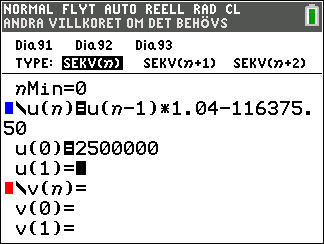 NORMAL FLYT AUTO REELL RAD CL
ANDRA VILLKORET OM DET BEHÖVS
Dia.91 Dia.92 Dia.93
TYPE: SEKV(n) SEKV(n+1) SEKV(n+2)
nMin=0
\u(n)=u(n-1)*1.04-116375.
50
u(0)=2500000
u(1)=
\v(n)=
v(0)=
v(1)=